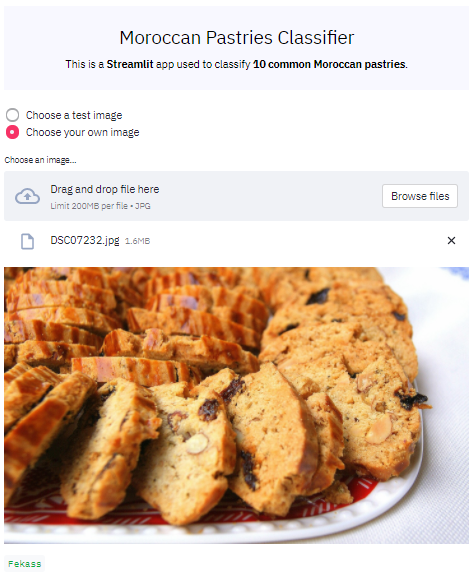 Moroccan Pastries Classifier
This is a Streamlit app used to classify 10 common Moroccan pastries.
Choose a test image
Choose your own image
Choose an image...
Drag and drop file here
Limit 200MB per file • JPG
Browse files
DSC07232.jpg 1.6MB
Fekass